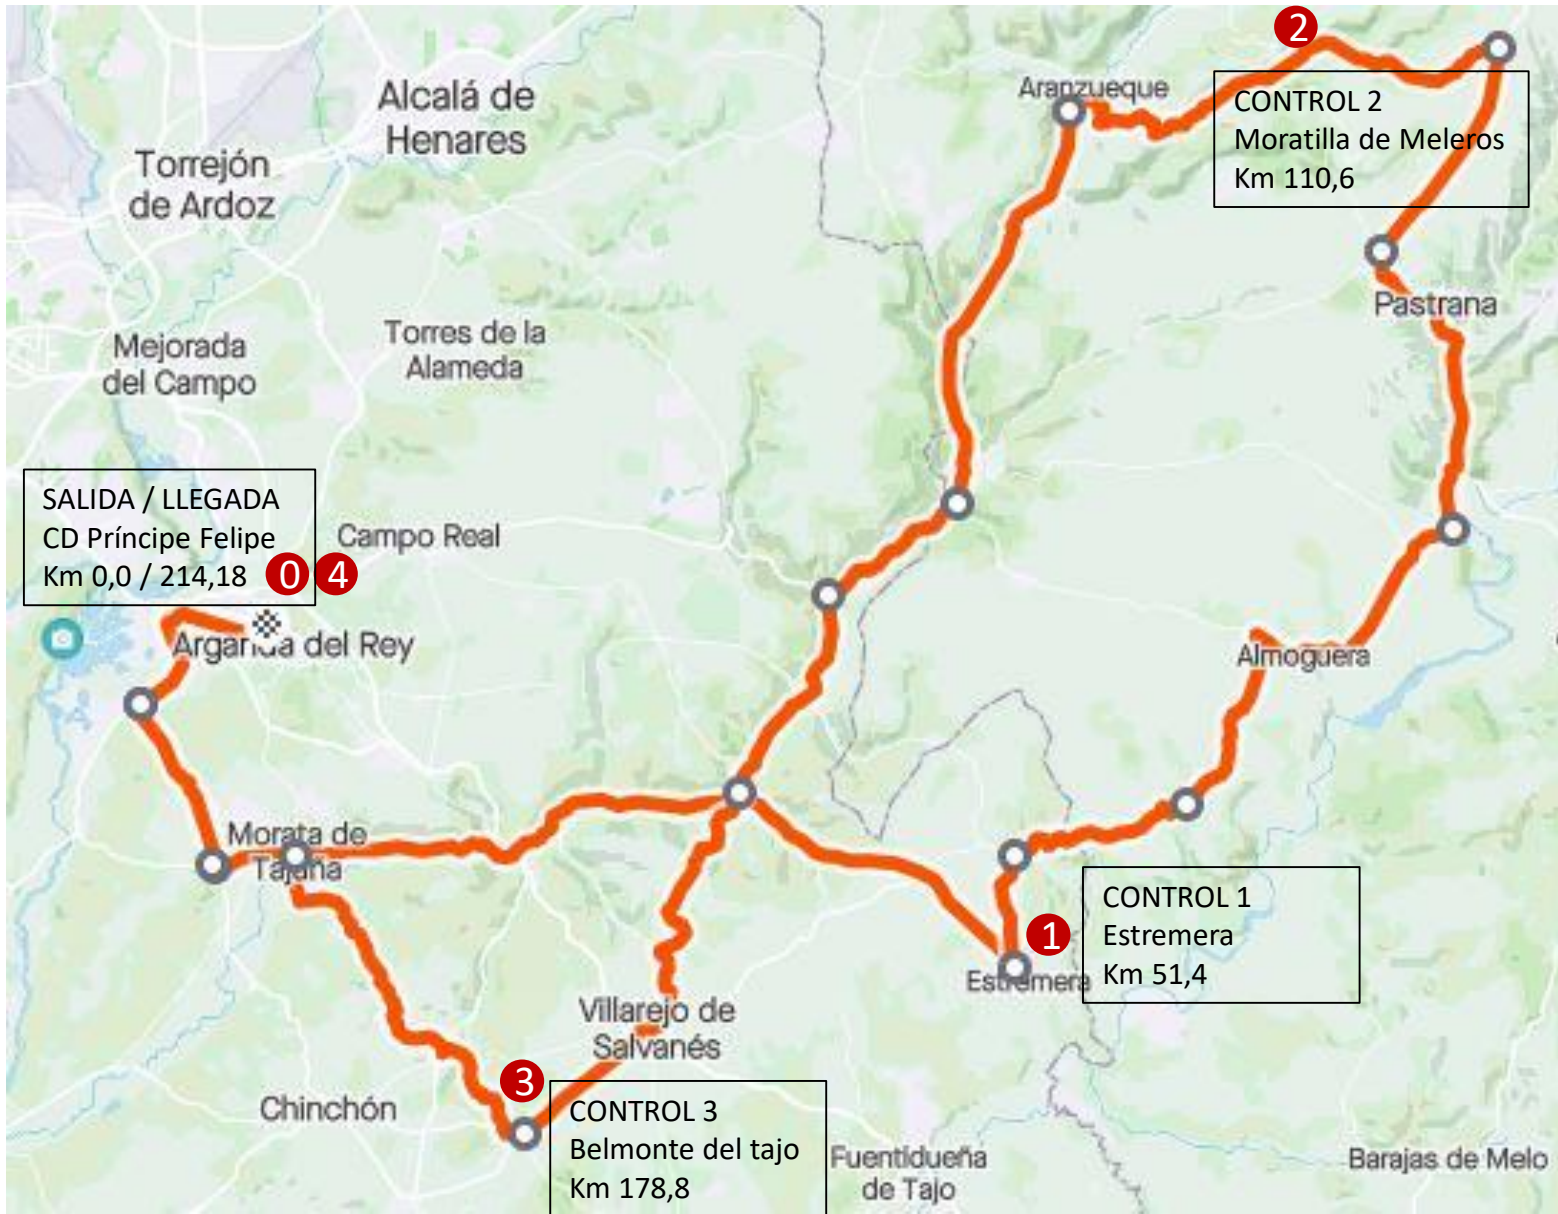 2
Alcalá de
Henares
Aranzueque
CONTROL 2
Moratilla de Meleros
Km 110,6
Torrejón
de Ardoz
Pastrana
Mejorada
del Campo
Torres de la
Alameda
SALIDA / LLEGADA
CD Príncipe Felipe
Km 0,0 / 214,18
0
4
Campo Real
Arganda del Rey
Almoguera
Morata de
Tajuña
CONTROL 1
Estremera
Km 51,4
1
Estremera
Villarejo de
Salvanés
3
Chinchón
CONTROL 3
Belmonte del tajo
Km 178,8
Fuentidueña
de Tajo
Barajas de Melo